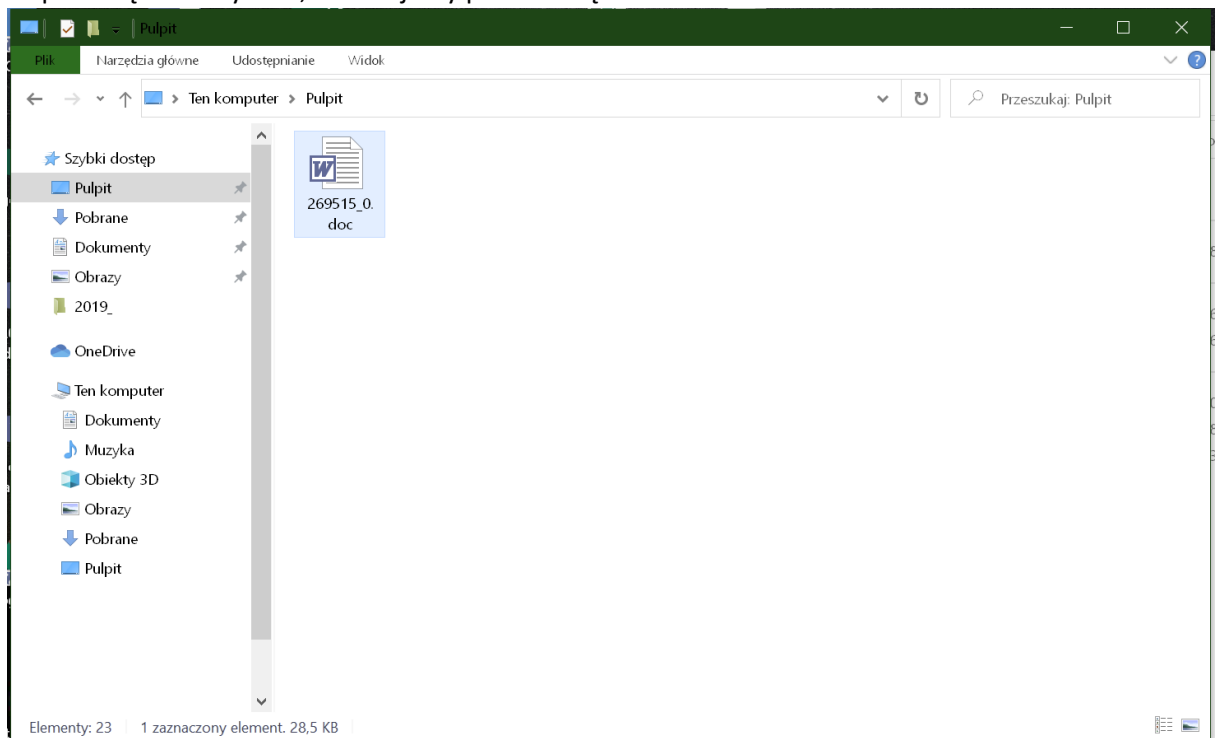 Pulpit
Plik Narzędzia główne Udostępnianie Widok
Ten komputer > Pulpit
Przeszukaj: Pulpit
Szybki dostęp
Pulpit
Pobrane
Dokumenty
Obrazy
2019_
OneDrive
Ten komputer
Dokumenty
Muzyka
Obiekty 3D
Obrazy
Pobrane
Pulpit
W
269515_0.
doc
Elementy: 23 1 zaznaczony element. 28,5 KB